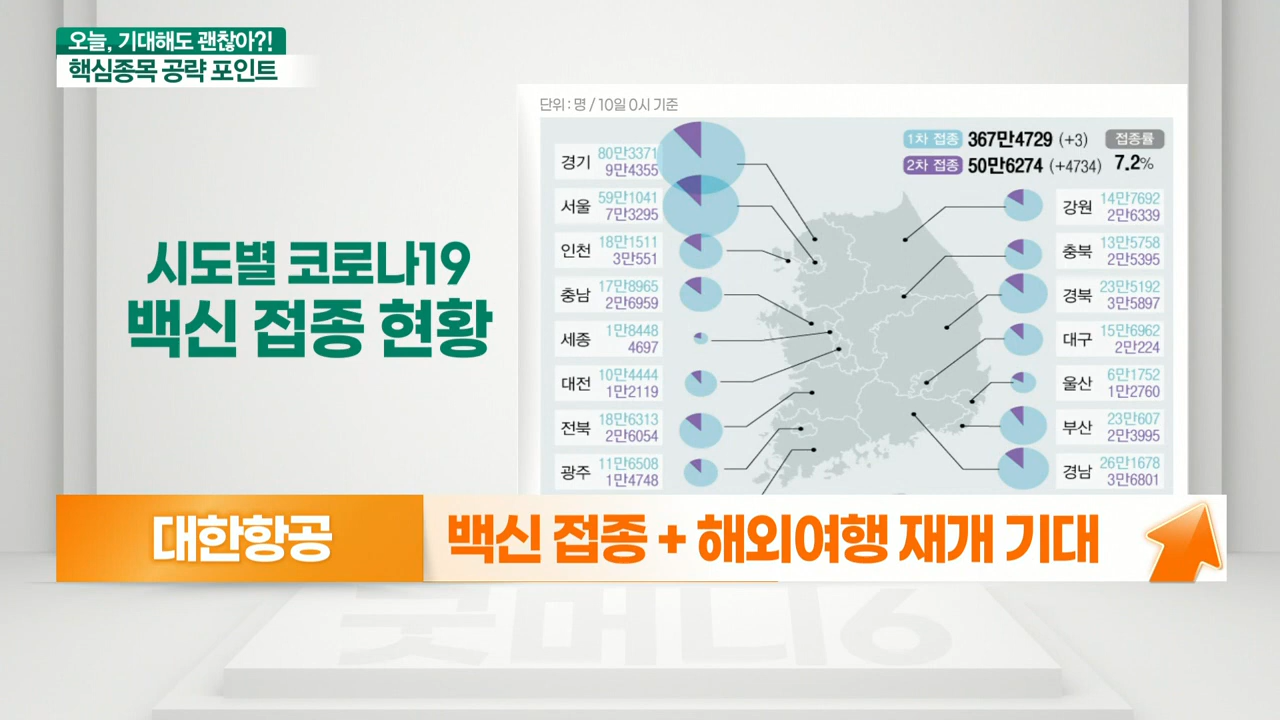 오늘, 기대해도 괜찮아?!
핵심종목 공략 포인트
시도별 코로나19
백신 접종 현황
단위 : 명 / 10일 0시 기준
1차 접종 367만4729 (+3) 접종률
2차 접종 50만6274 (+4734) 7.2%
경기 80만3371
9만4355
서울 59만1041
7만3295
인천 18만1511
3만551
충남 17만8965
2만6959
세종 1만8448
4697
대전 10만4444
1만2119
전북 18만6313
2만6054
광주 11만6508
1만4748
강원 14만7692
2만6339
충북 13만5758
2만5395
경북 23만5192
3만5897
대구 15만6962
2만224
울산 6만1752
1만2760
부산 23만607
2만3995
경남 26만1678
3만6801
대한항공
백신 접종 + 해외여행 재개 기대
굿머니6